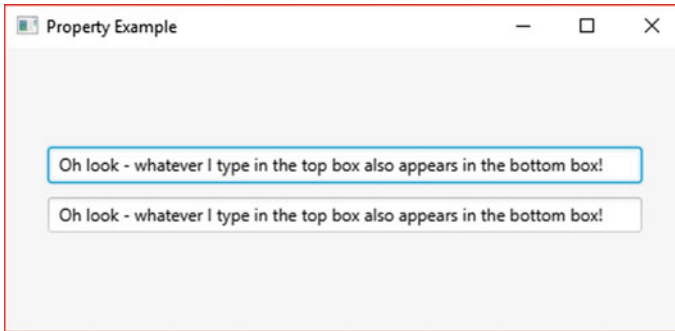 Property Example
Oh look - whatever I type in the top box also appears in the bottom box!
Oh look - whatever I type in the top box also appears in the bottom box!